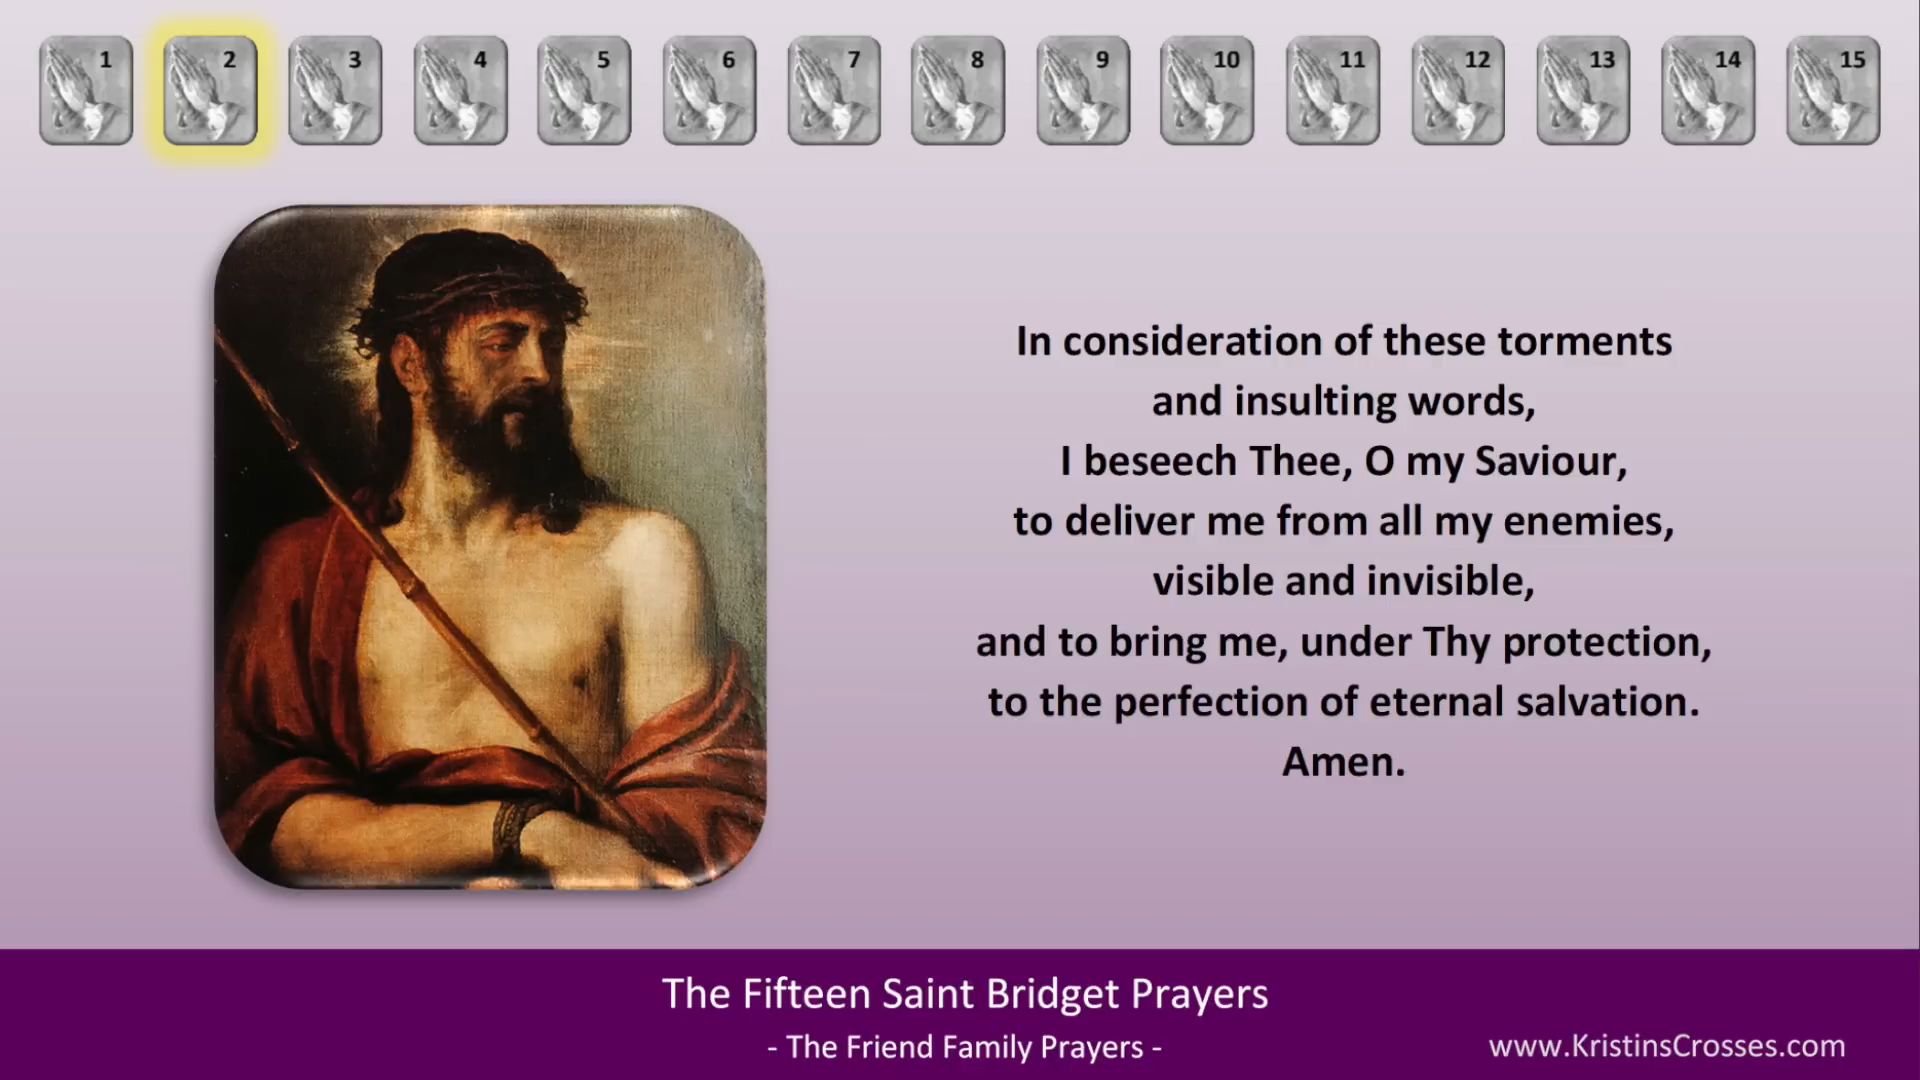 1 2 3 4 5 6 7 8 9 10 11 12 13 14 15
In consideration of these torments
and insulting words,
I beseech Thee, O my Saviour,
to deliver me from all my enemies,
visible and invisible,
and to bring me, under Thy protection,
to the perfection of eternal salvation.
Amen.
The Fifteen Saint Bridget Prayers
- The Friend Family Prayers -
www.KristinsCrosses.com